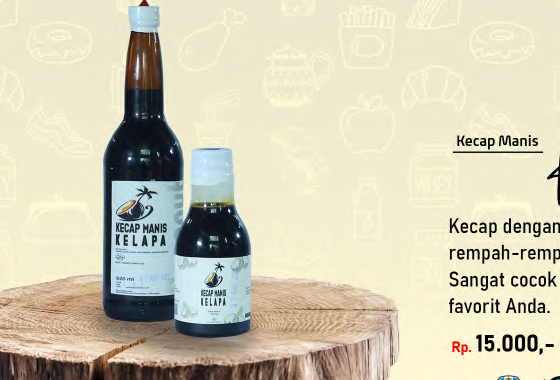 Kecap Manis
Kecap dengan
rempah-remp
Sangat cocok
favorit Anda.
Rp. 15.000,-
KECAP MANIS
KELAPA
620 ml
KECAP MANIS
KELAPA